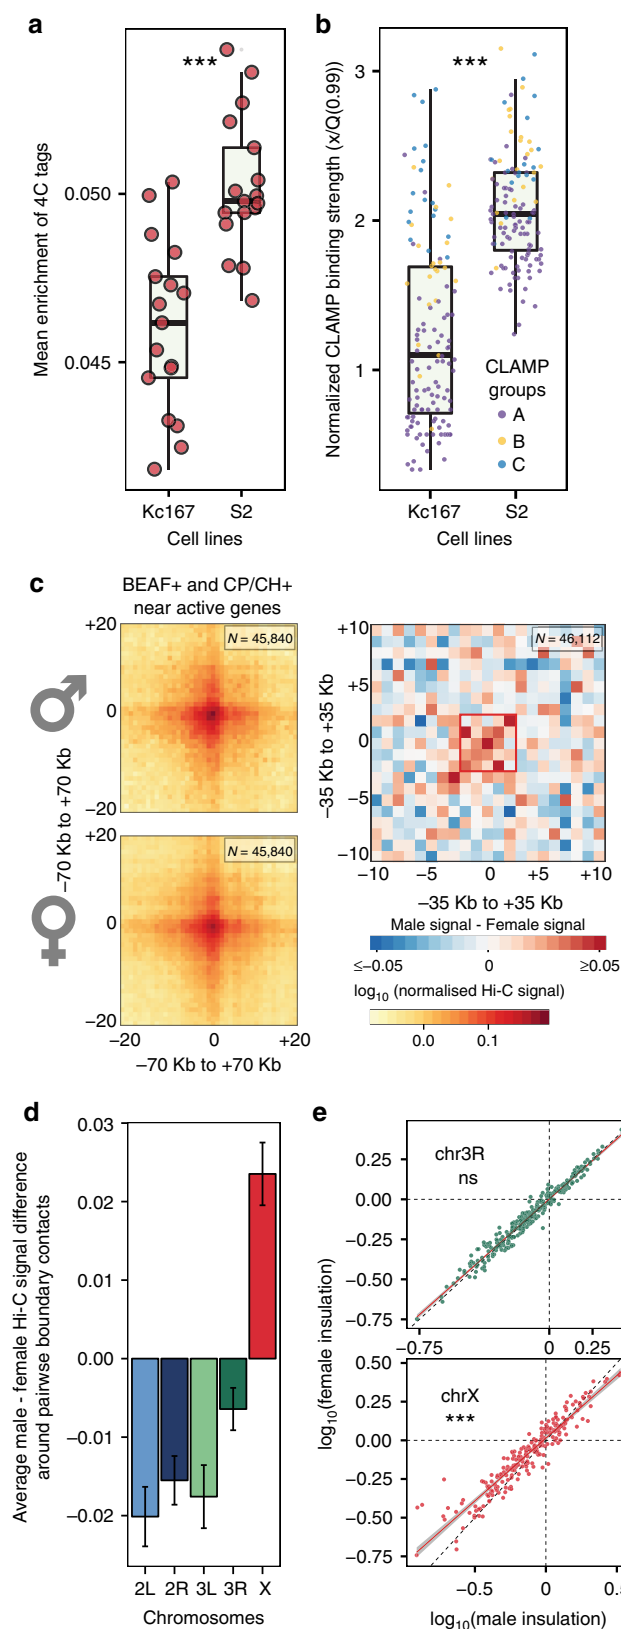 a
***
Mean enrichment of 4C tags
0.050
0.045
Kc167
S2
Cell lines
b
***
Normalized CLAMP binding strength (x/Q(0.99))
3
2
1
CLAMP
groups
A
B
C
Kc167
S2
Cell lines
c
BEAF+ and CP/CH+
near active genes
+20
0
−20
N = 45,840
+20
0
−20
N = 45,840
−70 Kb to +70 Kb
−20
0
+20
−70 Kb to +70 Kb
+10
+5
0
−5
−10
N = 46,112
−35 Kb to +35 Kb
−10
−5
0
+5
+10
−35 Kb to +35 Kb
Male signal - Female signal
≤−0.05
0
≥0.05
log10 (normalised Hi-C signal)
0.0
0.1
d
Average male - female Hi-C signal difference
around pairwse boundary contacts
0.03
0.02
0.01
0.00
−0.01
−0.02
2L
2R
3L
3R
X
Chromosomes
e
chr3R
ns
0.25
0.00
−0.25
−0.50
−0.75
−0.75
0
0.25
log10(female insulation)
chrX
***
0.50
0.25
0.00
−0.25
−0.50
−0.75
−0.5
0
0.5
log10(male insulation)